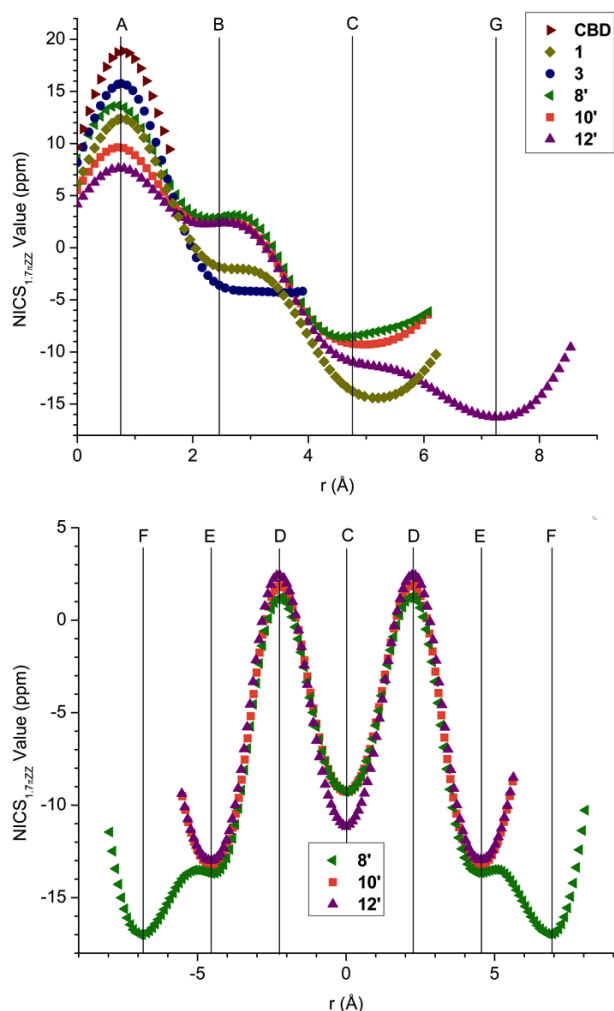 A B C G
CBD
1
3
8'
10'
12'
NICS1.7πZZ Value (ppm)
20
15
10
5
0
-5
-10
-15
0 2 4 6 8
r (Å)
F E D C D E F
NICS1.7πZZ Value (ppm)
5
0
-5
-10
-15
8'
10'
12'
-5 0 5
r (Å)